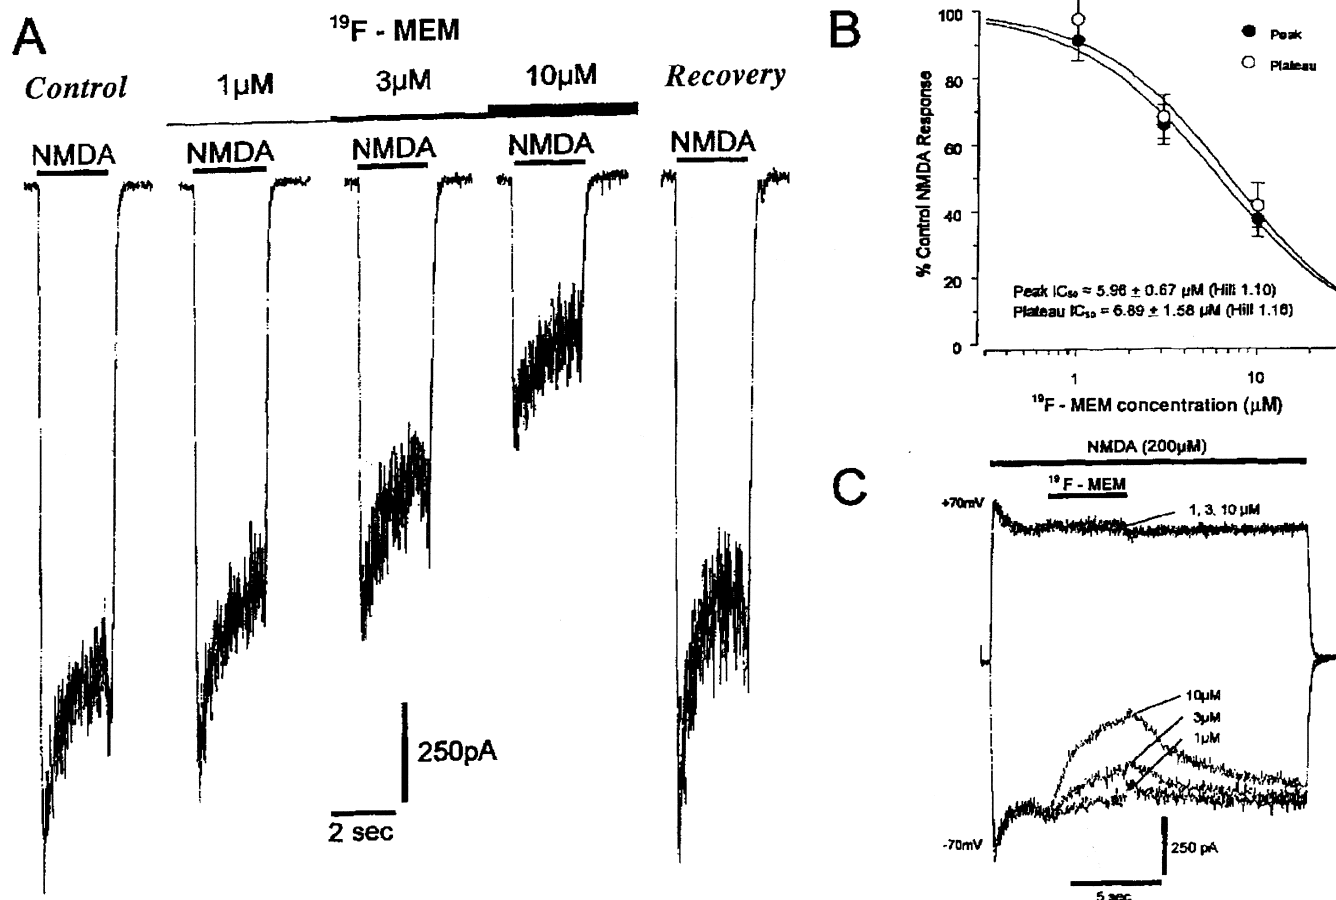 A
¹⁹F - MEM
Control
1µM
3µM
10µM
Recovery
NMDA
NMDA
NMDA
NMDA
NMDA
250pA
2 sec
B
100
80
60
40
20
0
% Control NMDA Response
Peak
Plateau
Peak IC₅₀ = 5.98 ± 0.67 µM (Hill 1.10)
Plateau IC₅₀ = 6.89 ± 1.58 µM (Hill 1.16)
1
10
¹⁹F - MEM concentration (µM)
C
NMDA (200µM)
¹⁹F - MEM
+70mV
1, 3, 10 µM
10µM
3µM
1µM
-70mV
250 pA
5 sec